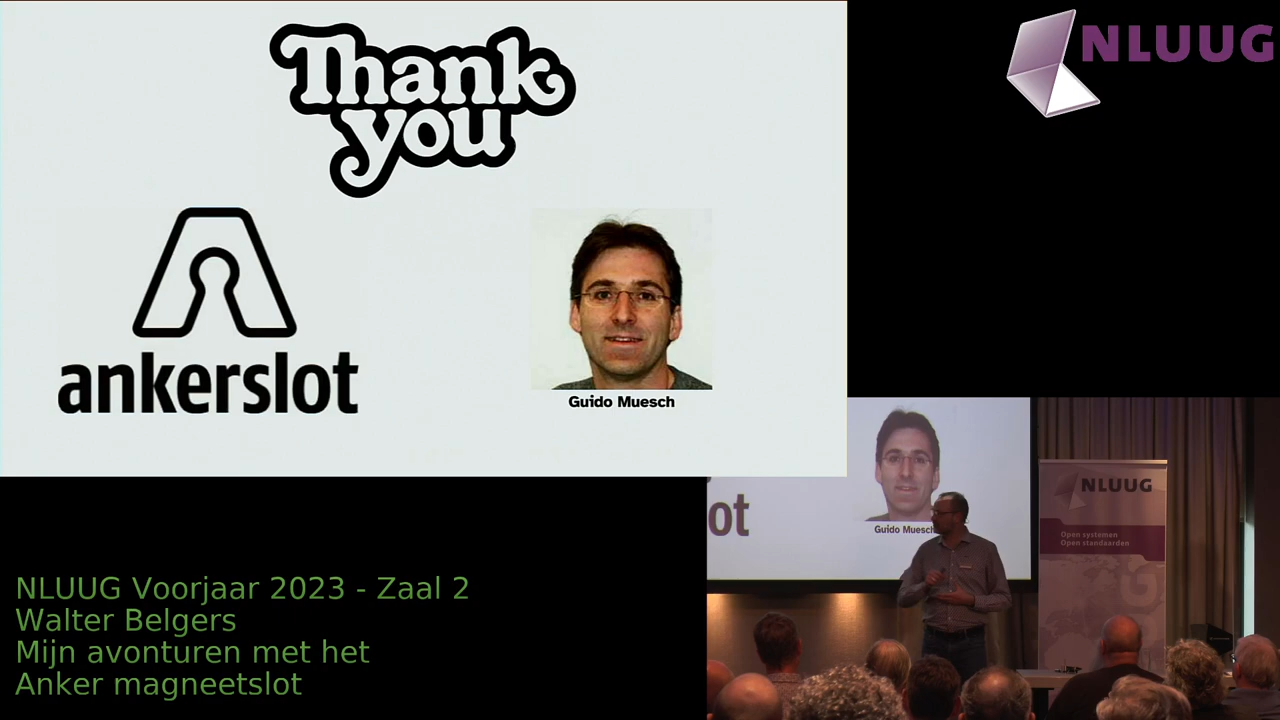 Thank
you
ankerslot
Guido Muesch
NLUUG
ot
Guido Muesch
NLUUG
Open systemen
Open standaarden
NLUUG Voorjaar 2023 - Zaal 2
Walter Belgers
Mijn avonturen met het
Anker magneetslot